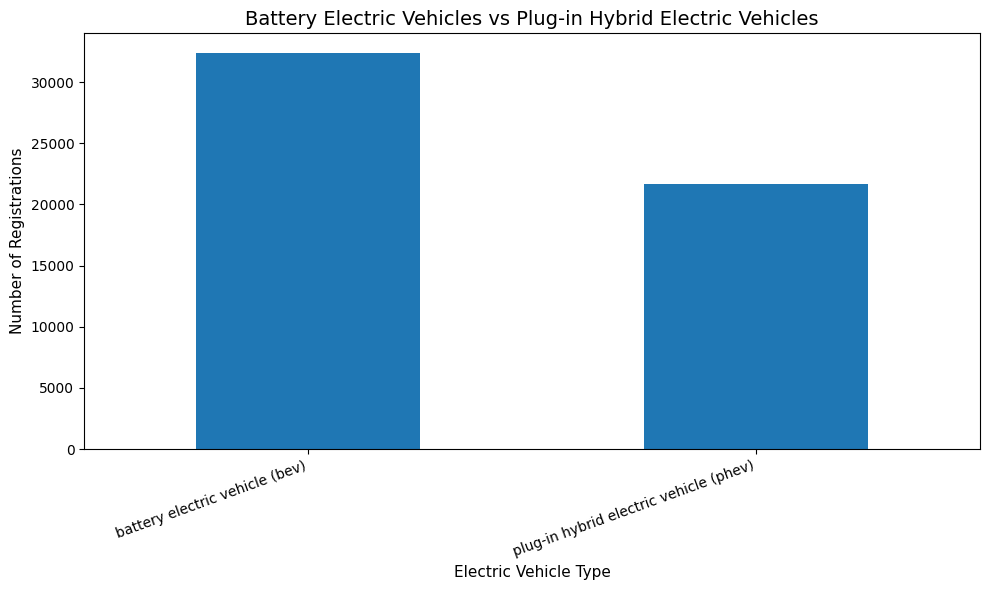 Battery Electric Vehicles vs Plug-in Hybrid Electric Vehicles
Number of Registrations
30000
25000
20000
15000
10000
5000
0
battery electric vehicle (bev)
plug-in hybrid electric vehicle (phev)
Electric Vehicle Type